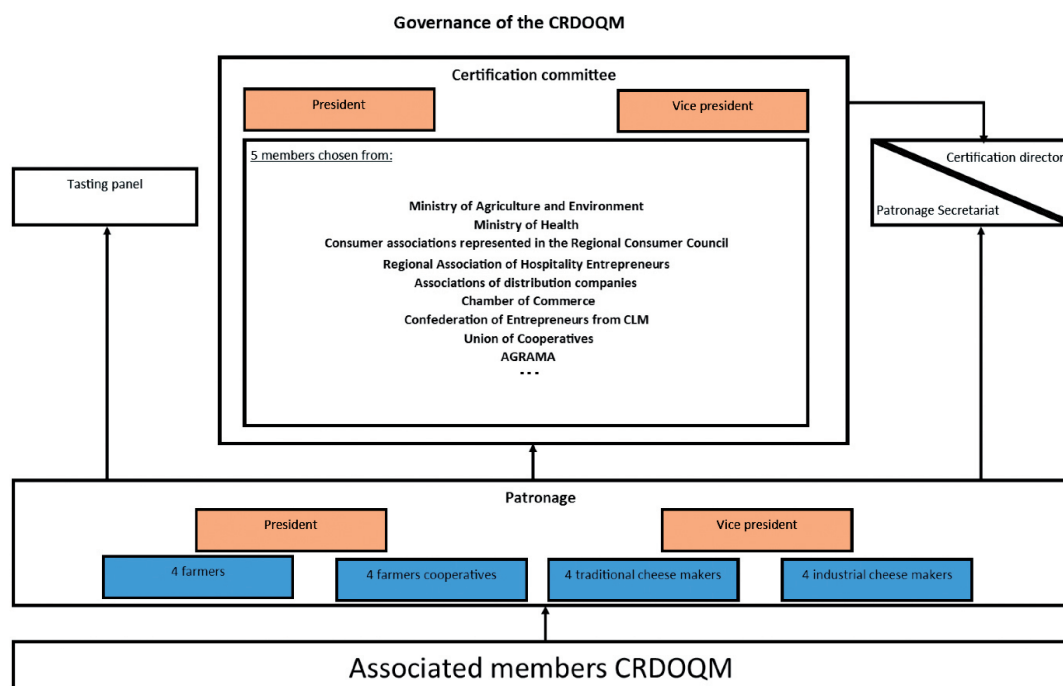 Governance of the CRDOQM
Certification committee
President
Vice president
5 members chosen from:
Ministry of Agriculture and Environment
Ministry of Health
Consumer associations represented in the Regional Consumer Council
Regional Association of Hospitality Entrepreneurs
Associations of distribution companies
Chamber of Commerce
Confederation of Entrepreneurs from CLM
Union of Cooperatives
AGRAMA
- - -
Tasting panel
Certification director
Patronage Secretariat
Patronage
President
Vice president
4 farmers
4 farmers cooperatives
4 traditional cheese makers
4 industrial cheese makers
Associated members CRDOQM